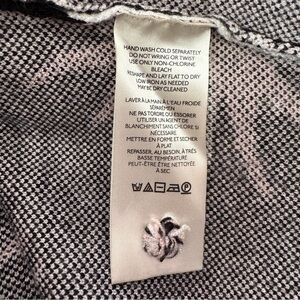 HAND WASH COLD SEPARATELY
DO NOT WRING OR TWIST
USE ONLY NON-CHLORINE
BLEACH
RESHAPE AND LAY FLAT TO DRY
LOW IRON AS NEEDED
MAY BE DRY CLEANED
LAVER À LA MAIN À L'EAU FROIDE
SÉPARÉMEN
NE PAS TORDRE OU ESSORER
UTILISER UN AGENT DE
BLANCHIMENT SANS CHLORE SI
NÉCESSAIRE
METTRE EN FORME ET SÉCHER
À PLAT
REPASSER, AU BESOIN, À TRÈS
BASSE TEMPÉRATURE
PEUT-ÊTRE ÊTRE NETTOYÉ
À SEC